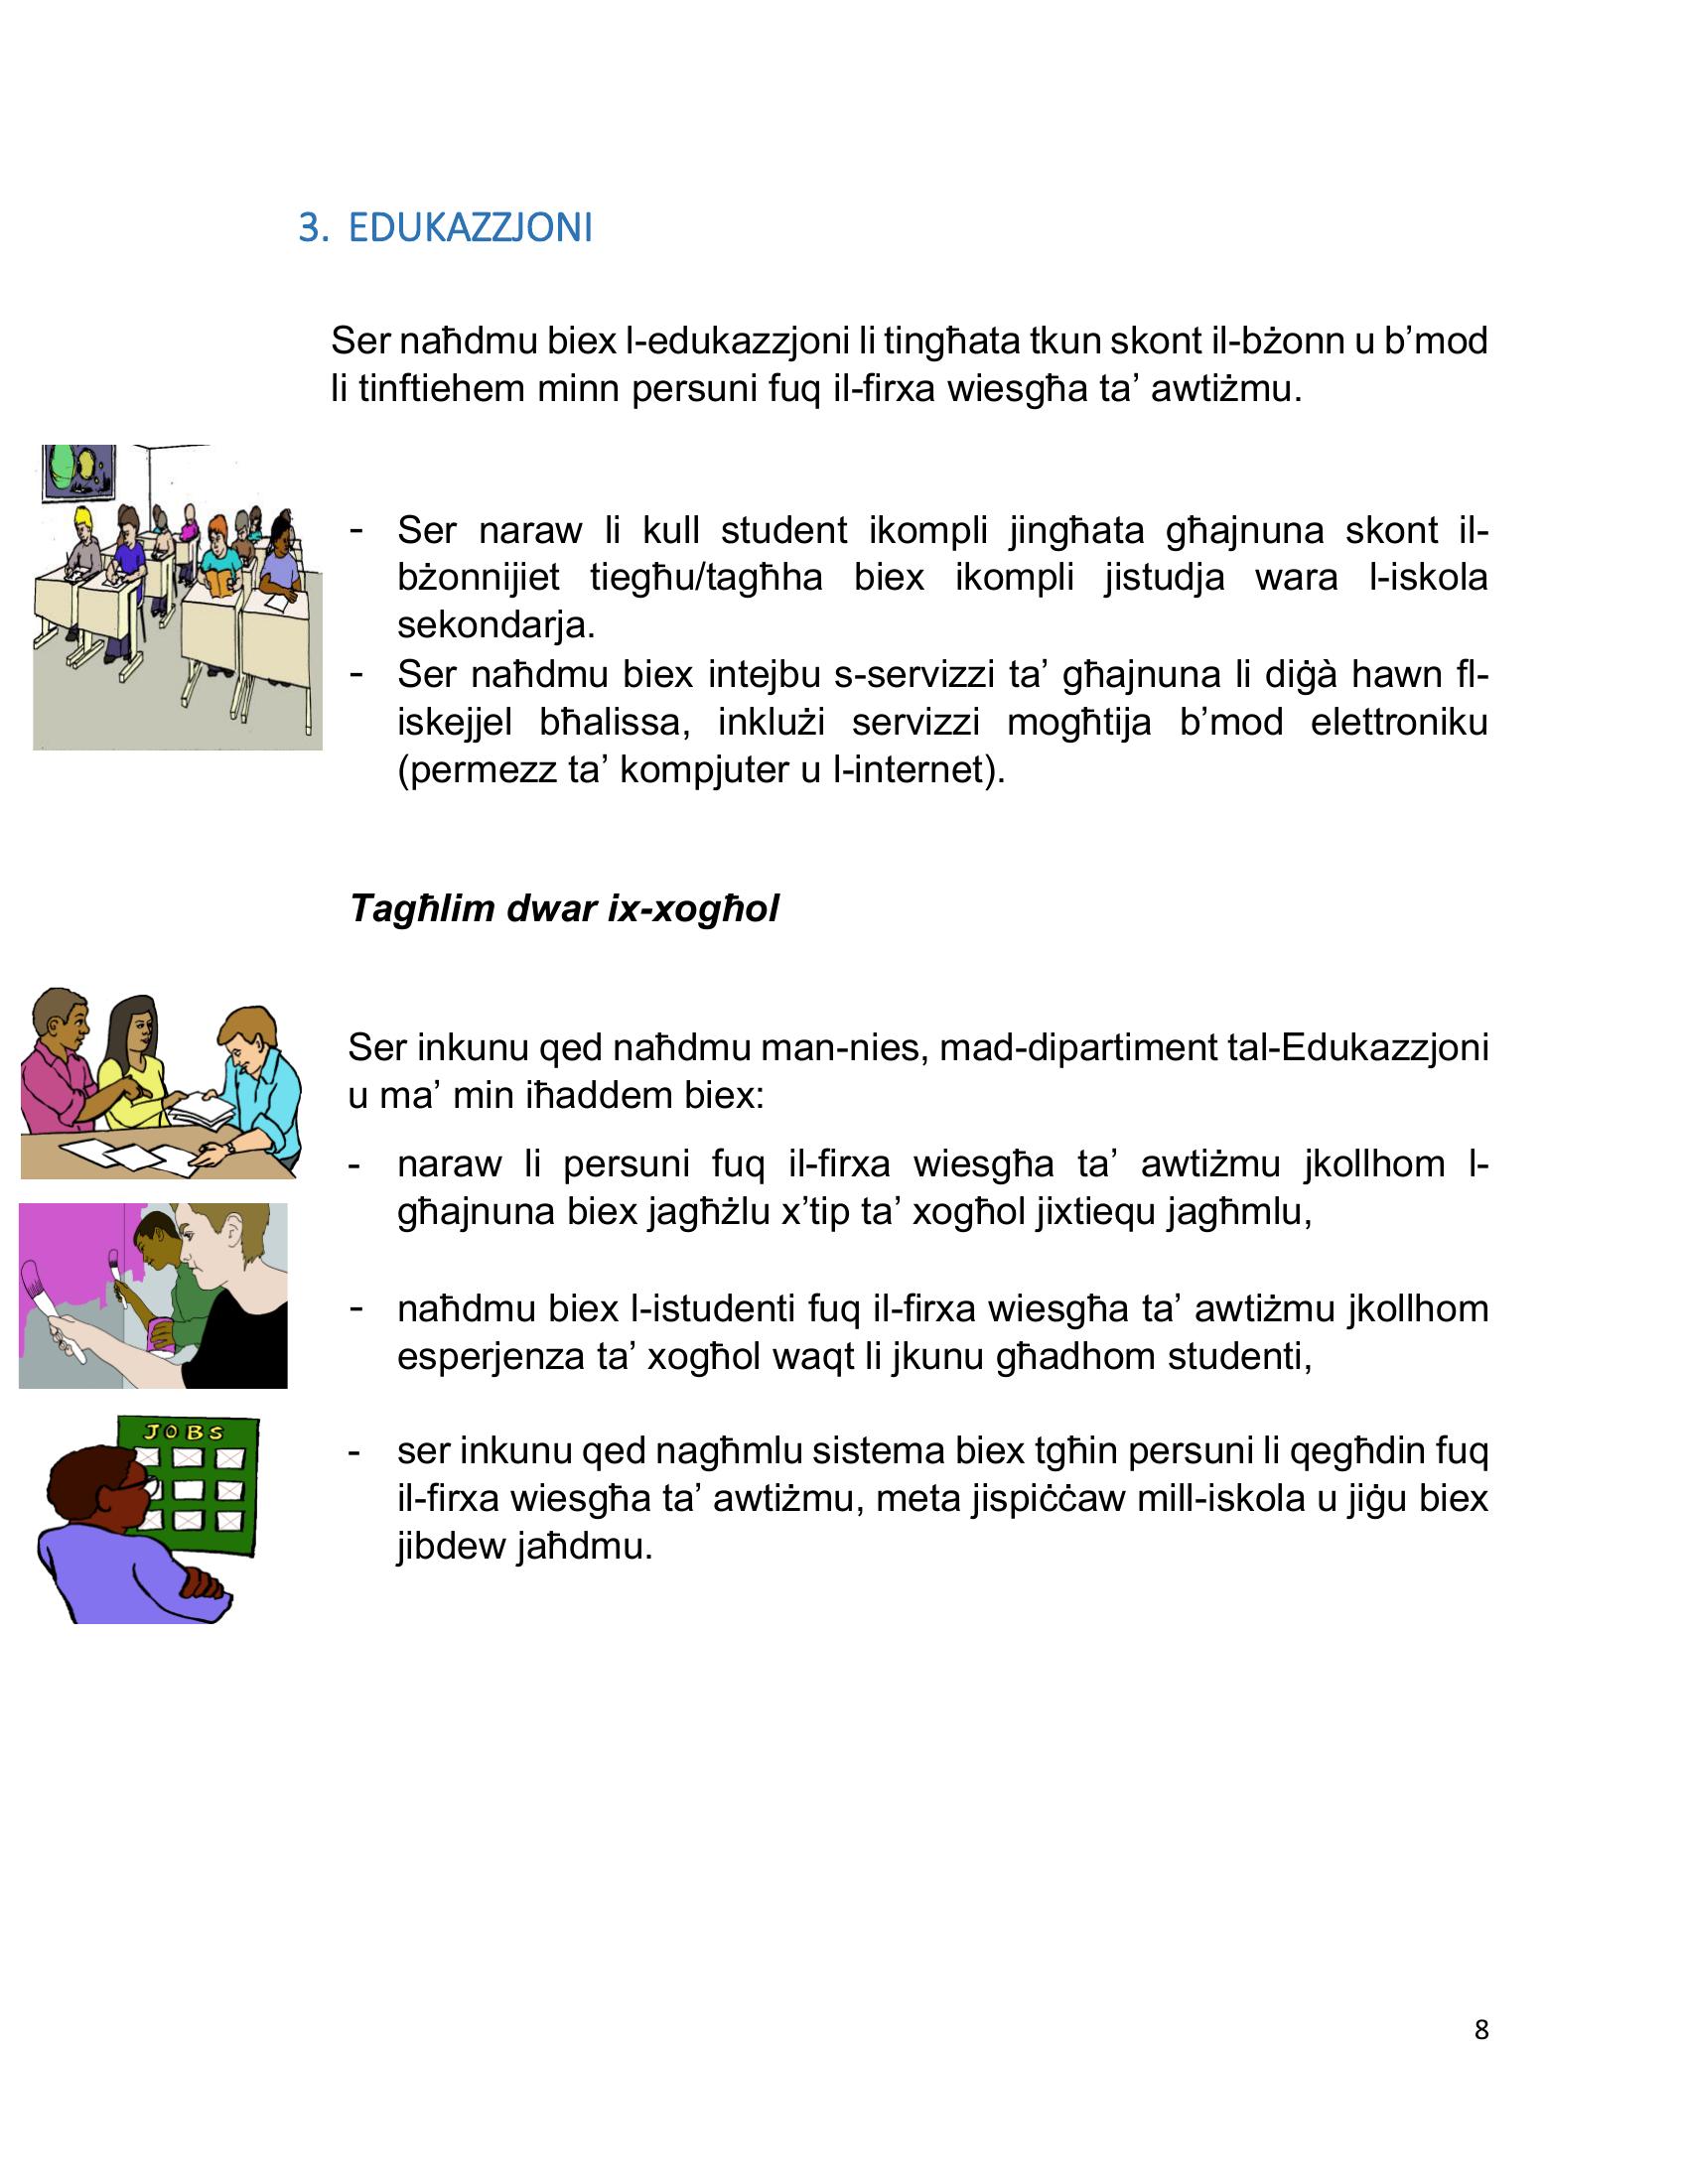 3. EDUKAZZJONI
Ser naħdmu biex l-edukazzjoni li tingħata tkun skont il-bżonn u b’mod
li tinftiehem minn persuni fuq il-firxa wiesgħa ta’ awtiżmu.
- Ser naraw li kull student ikompli jingħata għajnuna skont il-
bżonnijiet tiegħu/tagħha biex ikompli jistudja wara l-iskola
sekondarja.
- Ser naħdmu biex intejbu s-servizzi ta’ għajnuna li diġà hawn fl-
iskejjel bħalissa, inklużi servizzi mogħtija b’mod elettroniku
(permezz ta’ kompjuter u l-internet).
Tagħlim dwar ix-xogħol
Ser inkunu qed naħdmu man-nies, mad-dipartiment tal-Edukazzjoni
u ma’ min iħaddem biex:
- naraw li persuni fuq il-firxa wiesgħa ta’ awtiżmu jkollhom l-
għajnuna biex jagħżlu x’tip ta’ xogħol jixtiequ jagħmlu,
- naħdmu biex l-istudenti fuq il-firxa wiesgħa ta’ awtiżmu jkollhom
esperjenza ta’ xogħol waqt li jkunu għadhom studenti,
JOBS
- ser inkunu qed nagħmlu sistema biex tgħin persuni li qegħdin fuq
il-firxa wiesgħa ta’ awtiżmu, meta jispiċċaw mill-iskola u jiġu biex
jibdew jaħdmu.
8